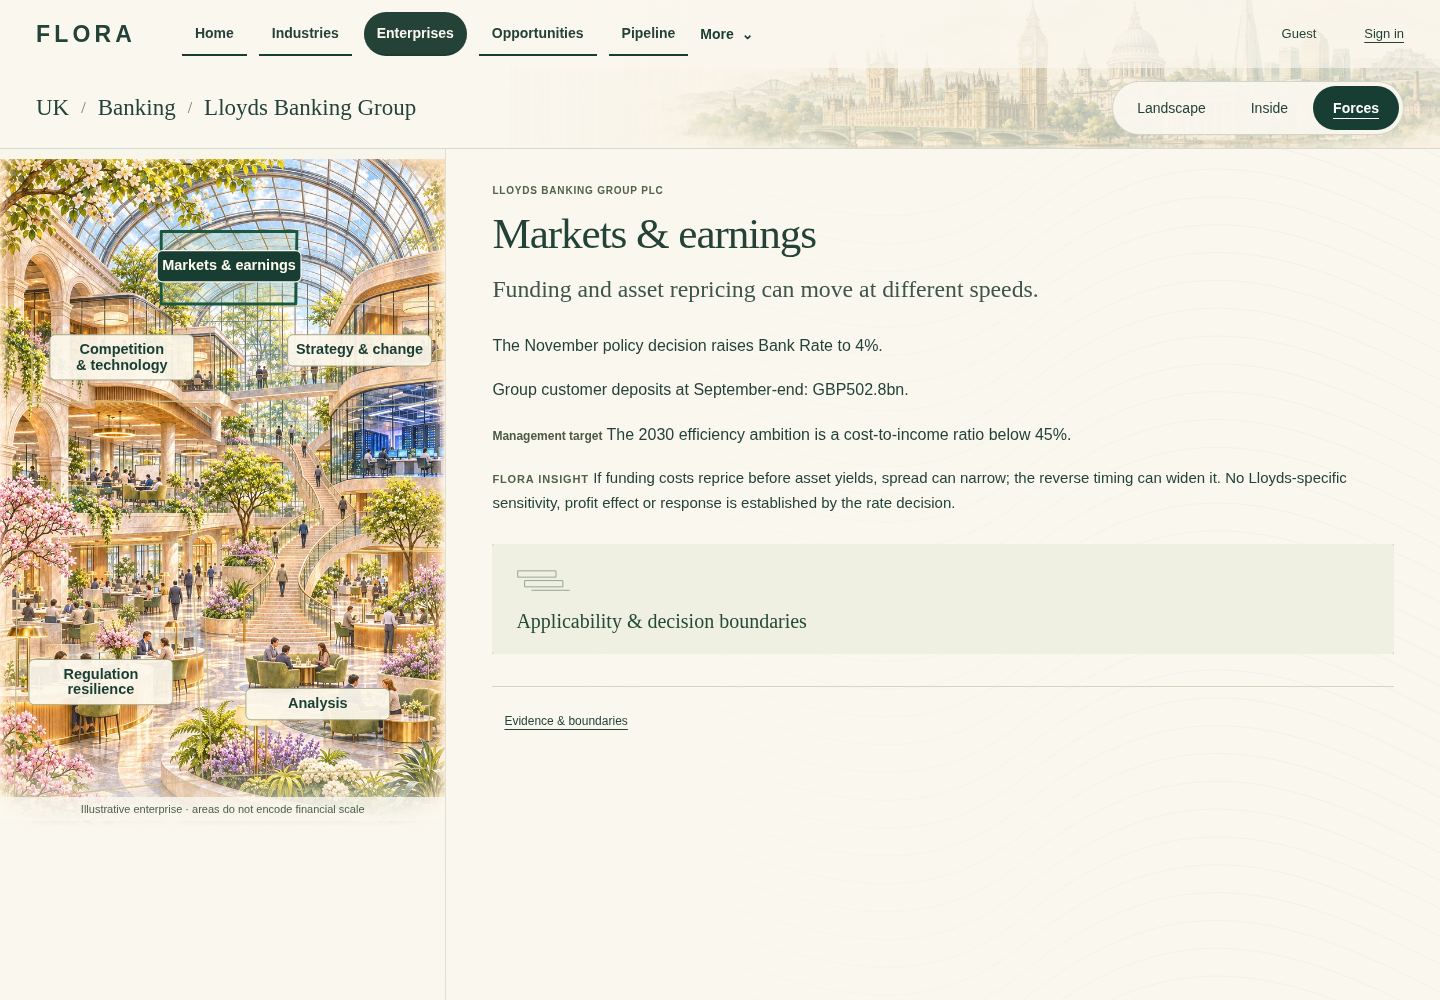 FLORA
Home
Industries
Enterprises
Opportunities
Pipeline
More
Guest
Sign in
UK / Banking / Lloyds Banking Group
Landscape
Inside
Forces
Markets & earnings
Competition
& technology
Strategy & change
Regulation
resilience
Analysis
Illustrative enterprise · areas do not encode financial scale
LLOYDS BANKING GROUP PLC
Markets & earnings
Funding and asset repricing can move at different speeds.
The November policy decision raises Bank Rate to 4%.
Group customer deposits at September-end: GBP502.8bn.
Management target The 2030 efficiency ambition is a cost-to-income ratio below 45%.
FLORA INSIGHT If funding costs reprice before asset yields, spread can narrow; the reverse timing can widen it. No Lloyds-specific
sensitivity, profit effect or response is established by the rate decision.
Applicability & decision boundaries
Evidence & boundaries